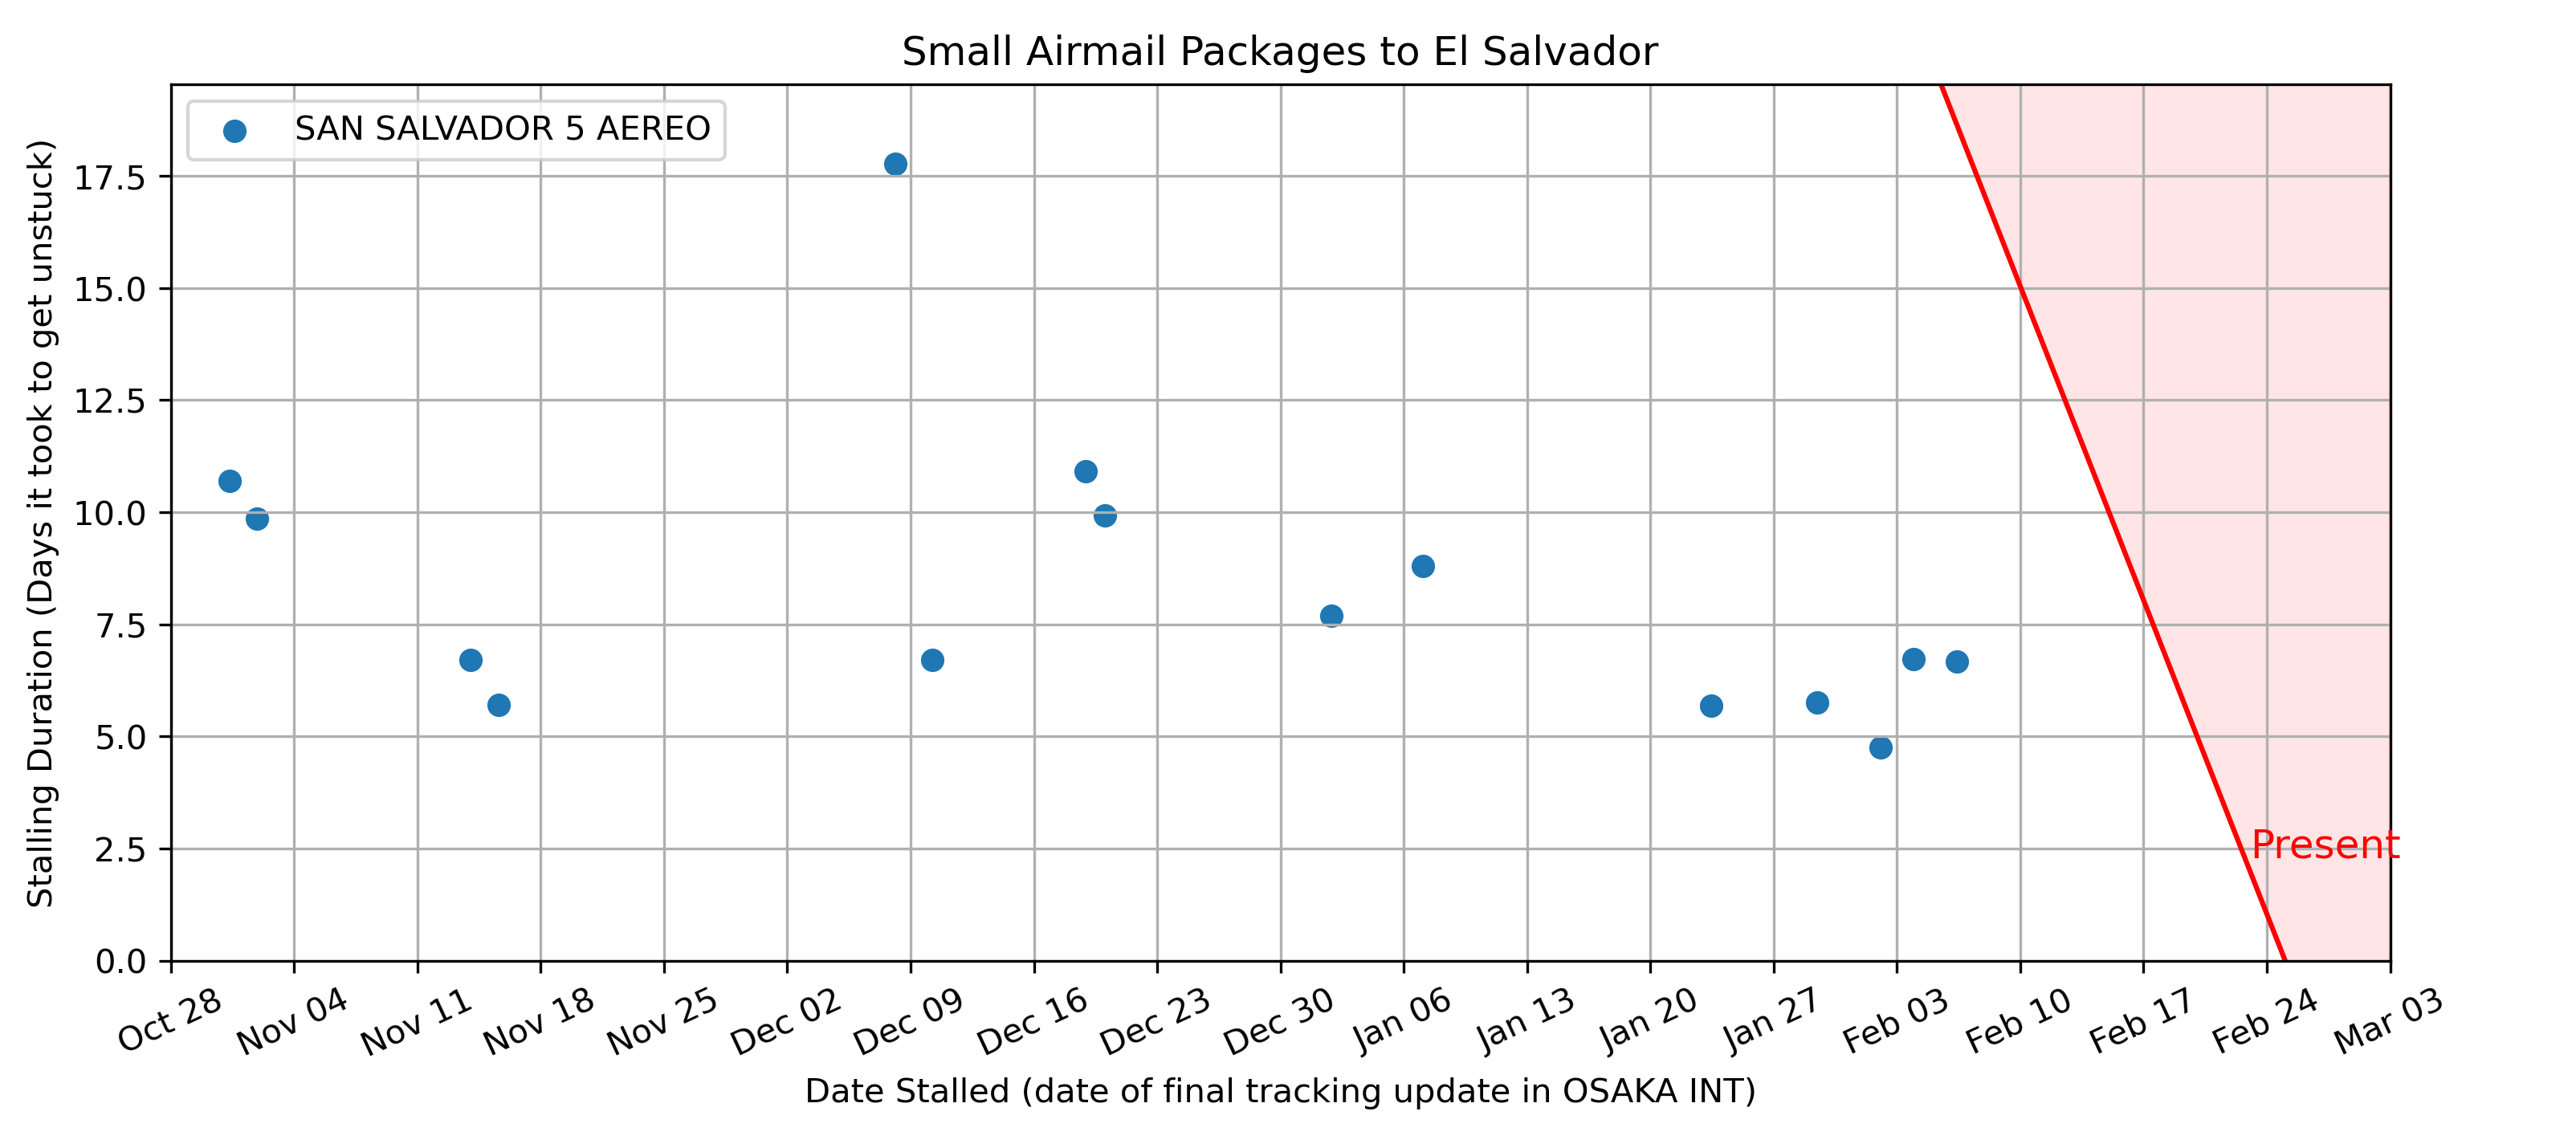 Small Airmail Packages to El Salvador
SAN SALVADOR 5 AEREO
Stalling Duration (Days it took to get unstuck)
17.5
15.0
12.5
10.0
7.5
5.0
2.5
0.0
Present
Oct 28
Nov 04
Nov 11
Nov 18
Nov 25
Dec 02
Dec 09
Dec 16
Dec 23
Dec 30
Jan 06
Jan 13
Jan 20
Jan 27
Feb 03
Feb 10
Feb 17
Feb 24
Mar 03
Date Stalled (date of final tracking update in OSAKA INT)